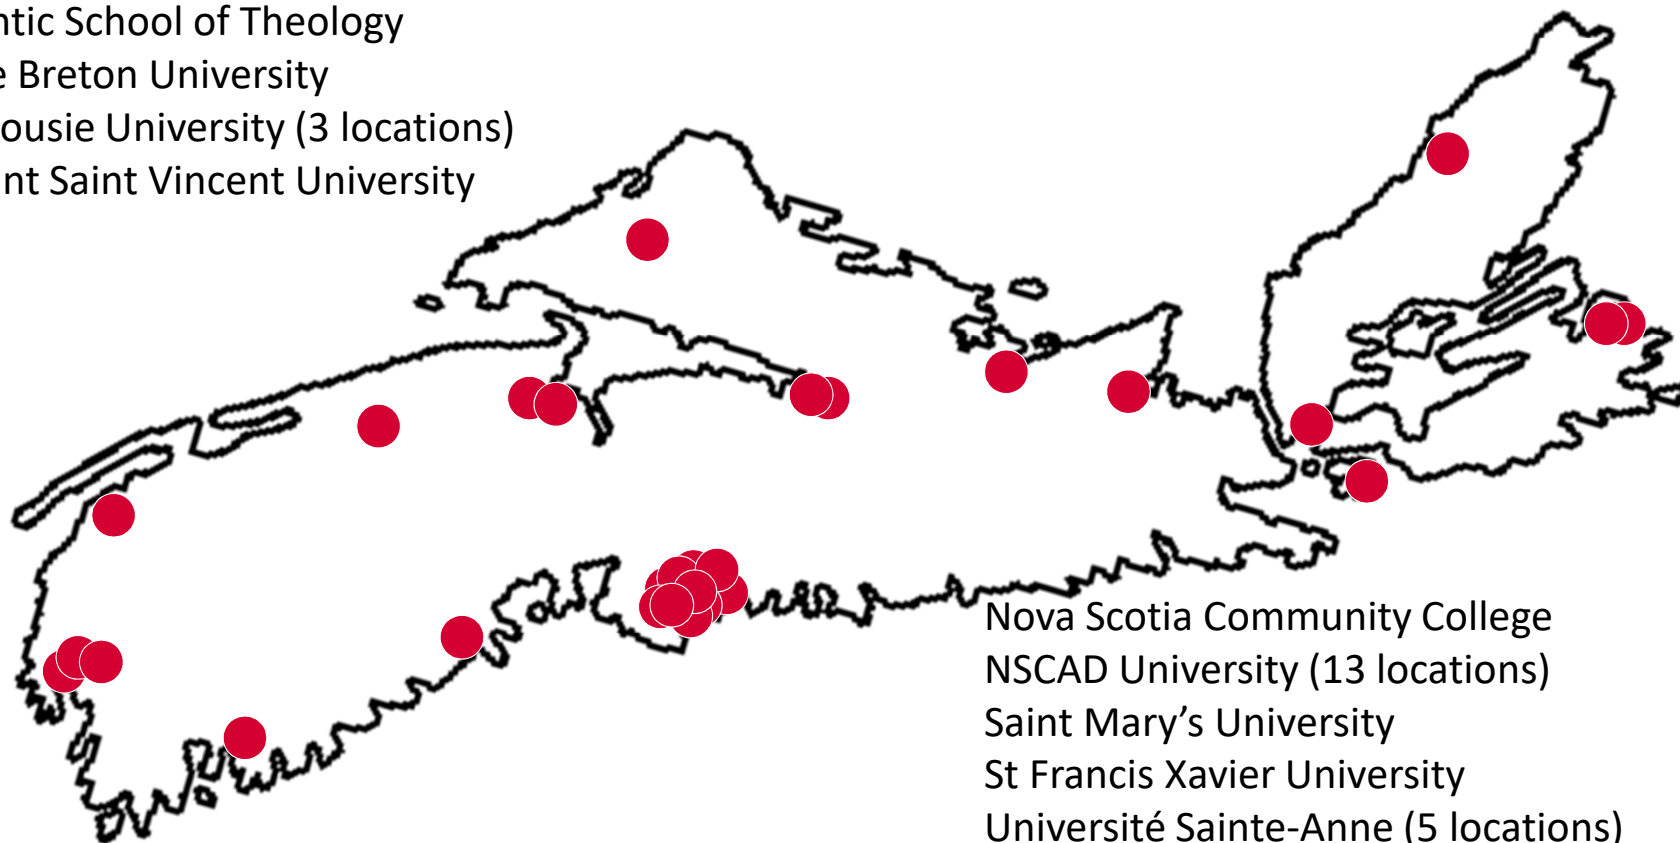 ntic School of Theology
e Breton University
ousie University (3 locations)
nt Saint Vincent University
Nova Scotia Community College
NSCAD University (13 locations)
Saint Mary’s University
St Francis Xavier University
Université Sainte-Anne (5 locations)